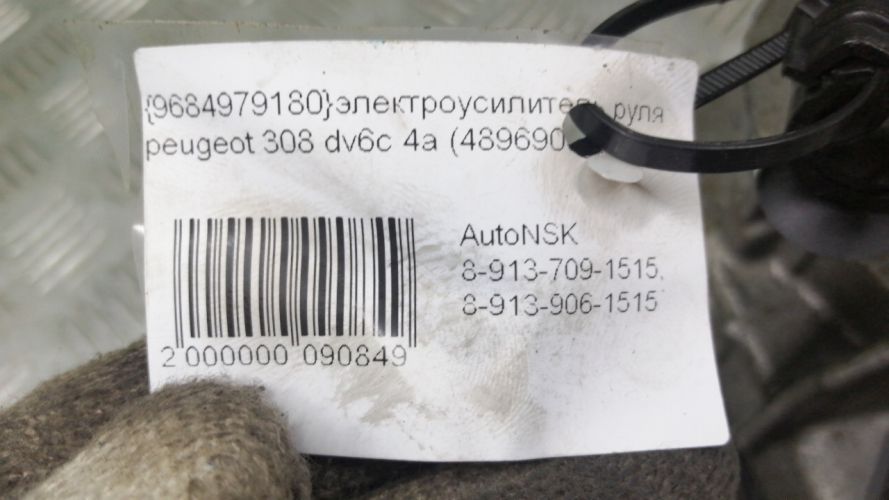 {9684979180}электроусилитель руля
peugeot 308 dv6c 4a (489690
AutoNSK
8-913-709-1515,
8-913-906-1515
2 000000 090849